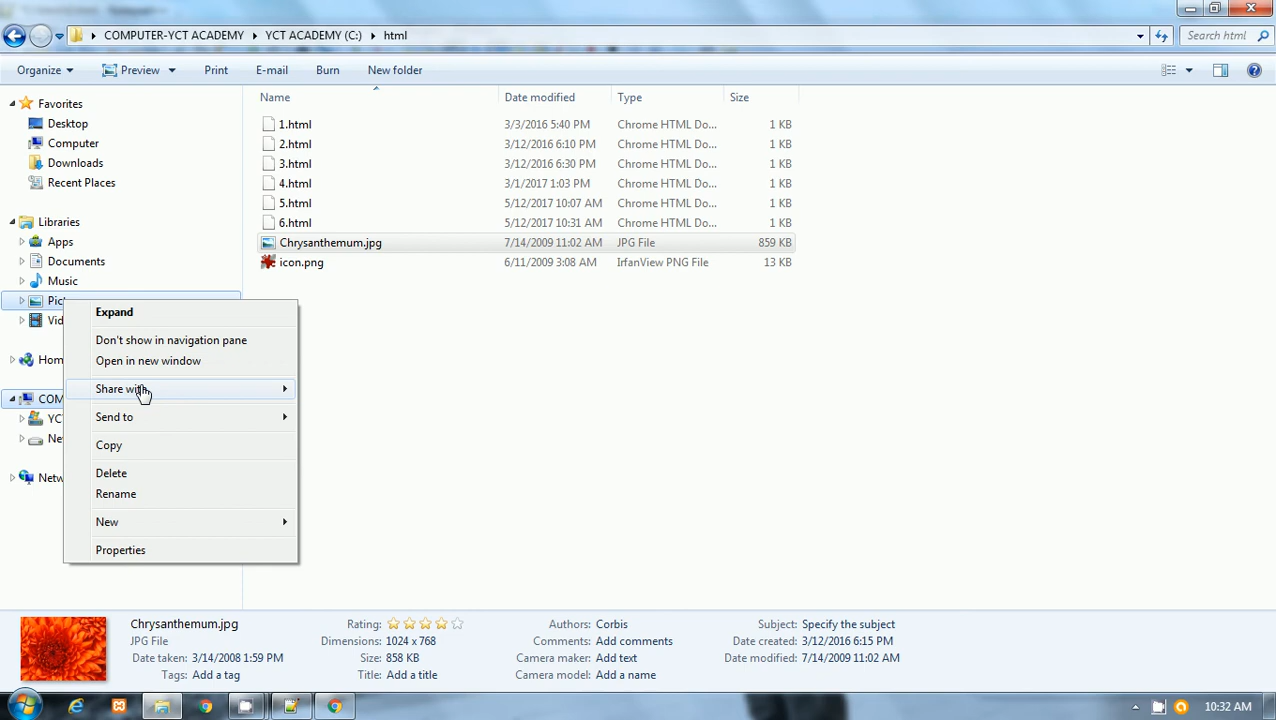 COMPUTER-YCT ACADEMY YCT ACADEMY (C:) html Search html
Organize Preview Print E-mail Burn New folder
Favorites
Desktop
Computer
Downloads
Recent Places
Libraries
Apps
Documents
Music
Name Date modified Type Size
1.html 3/3/2016 5:40 PM Chrome HTML Do... 1 KB
2.html 3/12/2016 6:10 PM Chrome HTML Do... 1 KB
3.html 3/12/2016 6:30 PM Chrome HTML Do... 1 KB
4.html 3/1/2017 1:03 PM Chrome HTML Do... 1 KB
5.html 5/12/2017 10:07 AM Chrome HTML Do... 1 KB
6.html 5/12/2017 10:31 AM Chrome HTML Do... 1 KB
Chrysanthemum.jpg 7/14/2009 11:02 AM JPG File 859 KB
icon.png 6/11/2009 3:08 AM IrfanView PNG File 13 KB
Expand
Don't show in navigation pane
Open in new window
Share with
Send to
Copy
Delete
Rename
New
Properties
Chrysanthemum.jpg
JPG File
Date taken: 3/14/2008 1:59 PM
Tags: Add a tag
Rating:
Dimensions: 1024 x 768
Size: 858 KB
Title: Add a title
Authors: Corbis
Comments: Add comments
Camera maker: Add text
Camera model: Add a name
Subject: Specify the subject
Date created: 3/12/2016 6:15 PM
Date modified: 7/14/2009 11:02 AM
10:32 AM